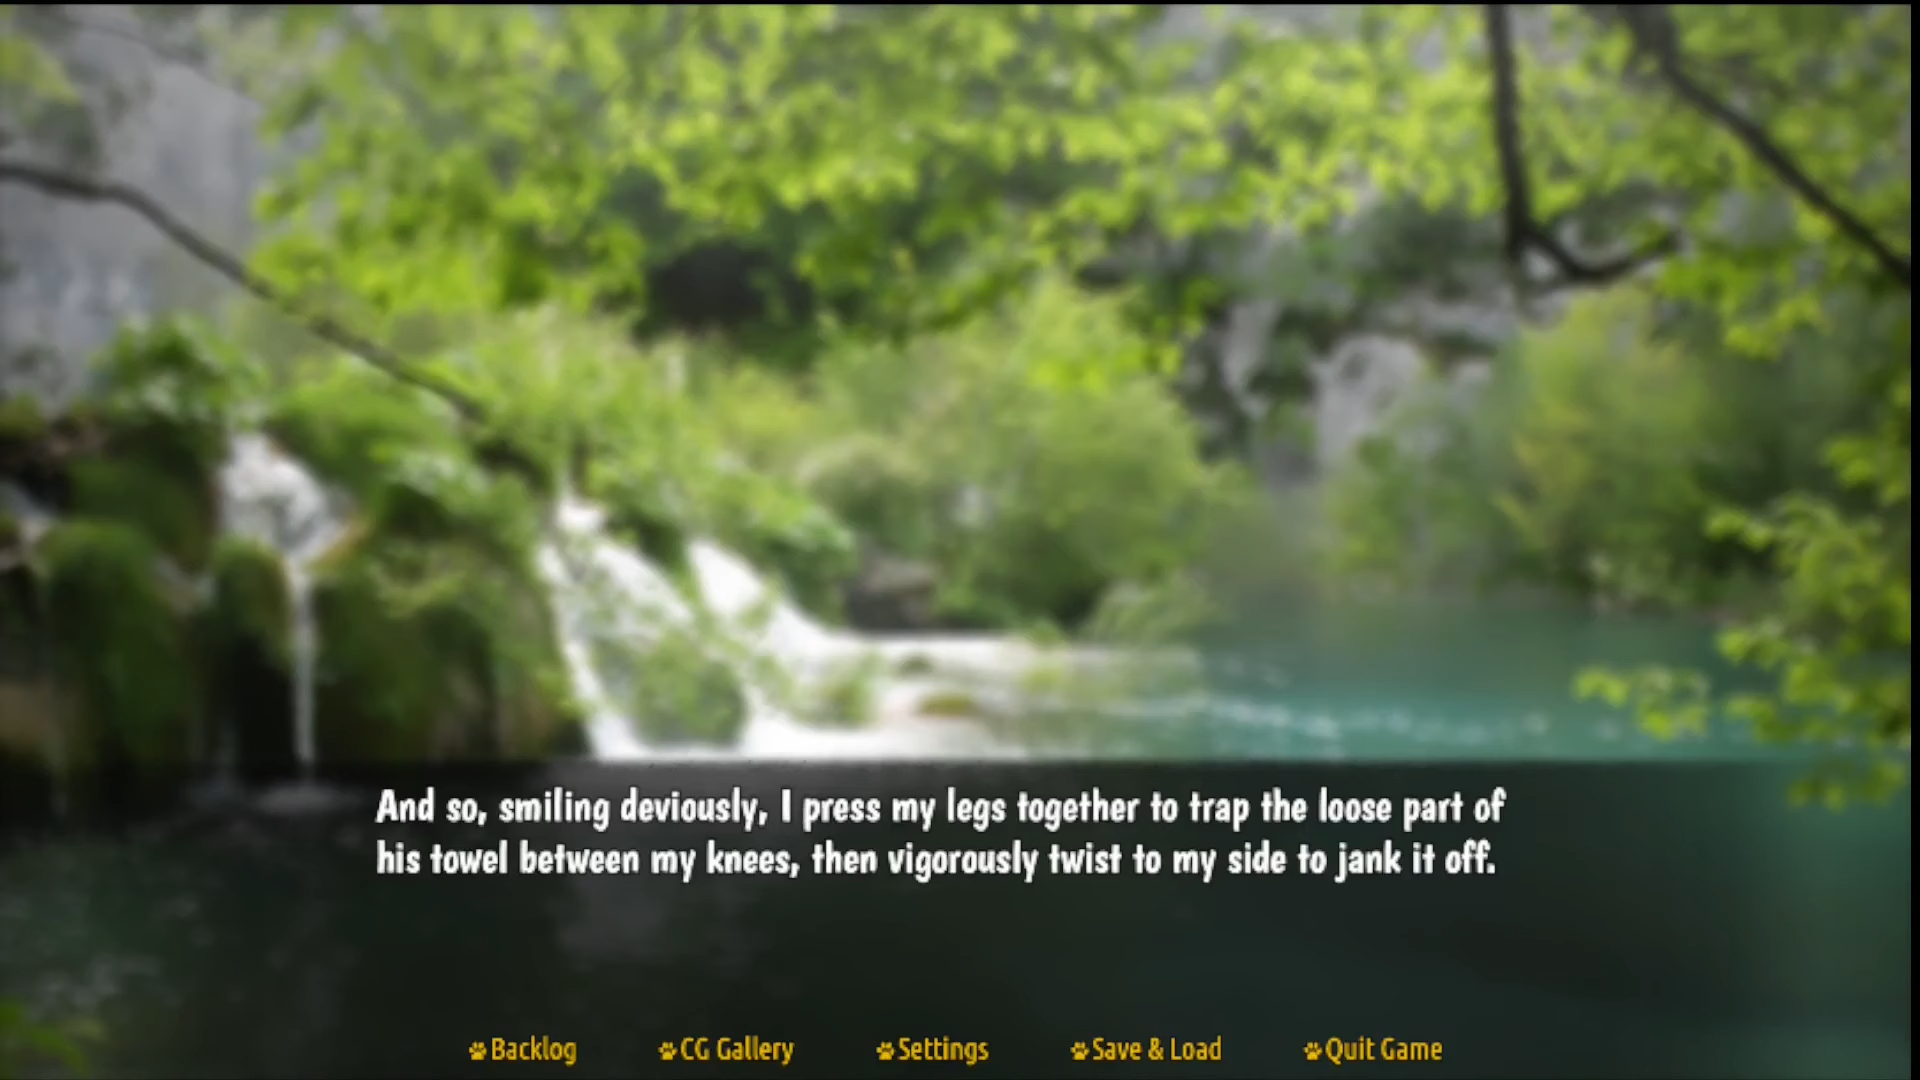 And so, smiling deviously, I press my legs together to trap the loose part of
his towel between my knees, then vigorously twist to my side to jank it off.
Backlog CG Gallery Settings Save & Load Quit Game